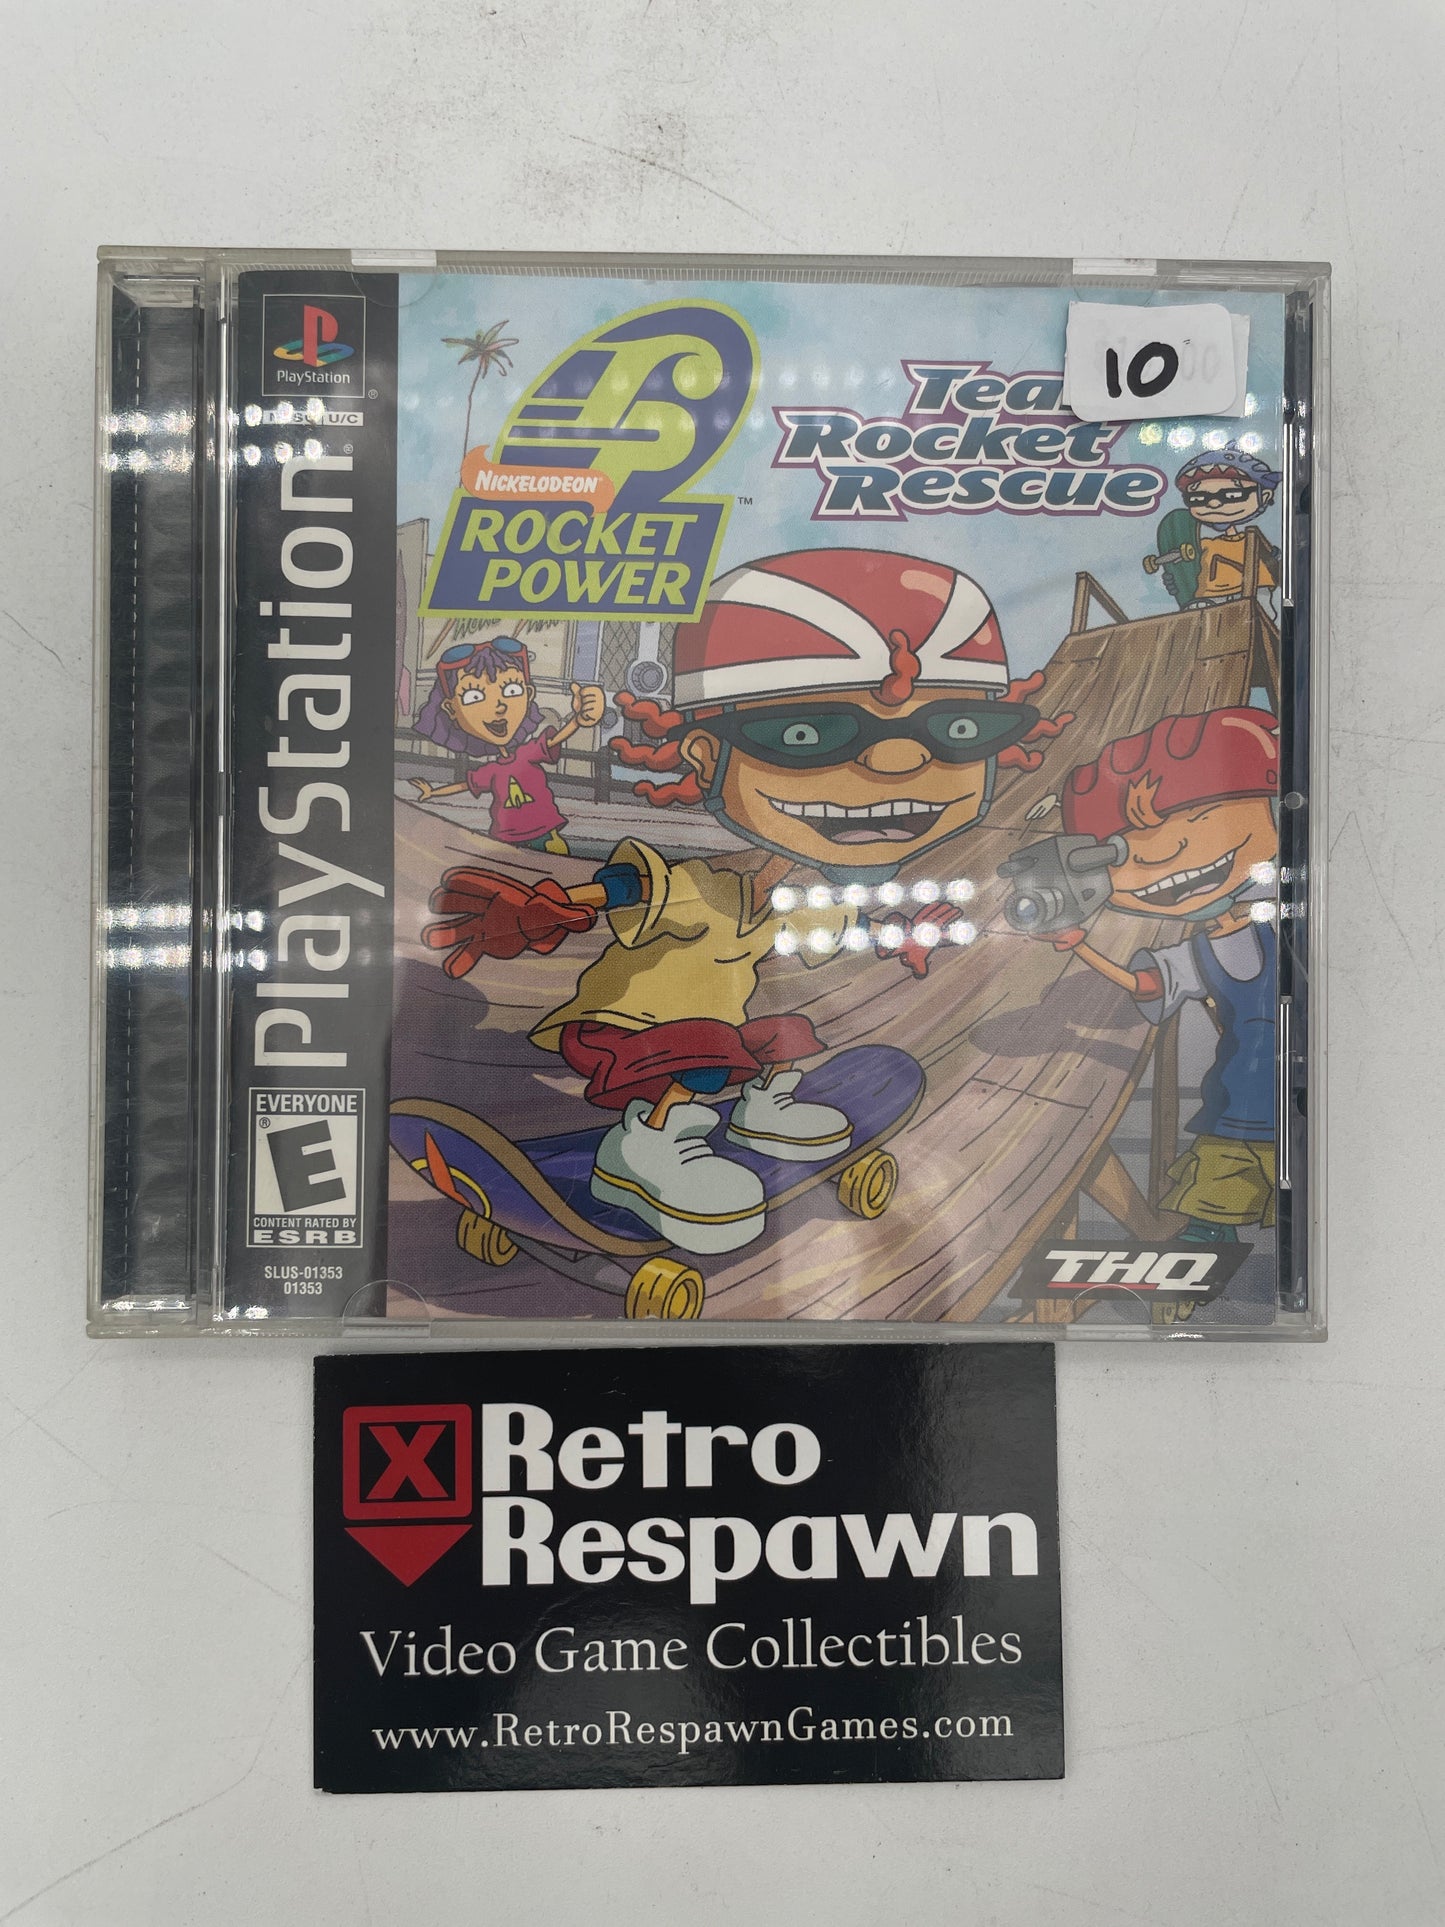 PlayStation
®
U/C
PlayStation®
NICKELODEON
ROCKET
POWER
™
Rocket
Rescue
10
EVERYONE
E
®
CONTENT RATED BY
ESRB
SLUS-01353
01353
THQ
X
Retro
Respawn
Video Game Collectibles
www.RetroRespawnGames.com